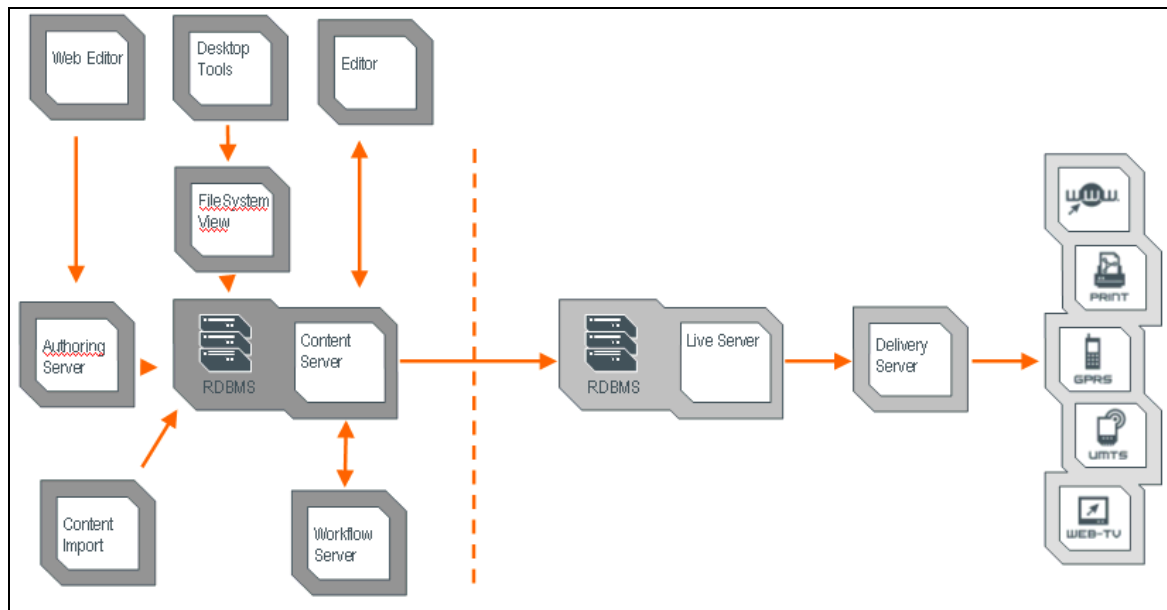 Web Editor
Desktop
Tools
Editor
FileSystem
View
Authoring
Server
RDBMS
Content
Server
RDBMS
Live Server
Delivery
Server
Content
Import
Workflow
Server
WWW.
PRINT
GPRS
UMTS
WEB-TV